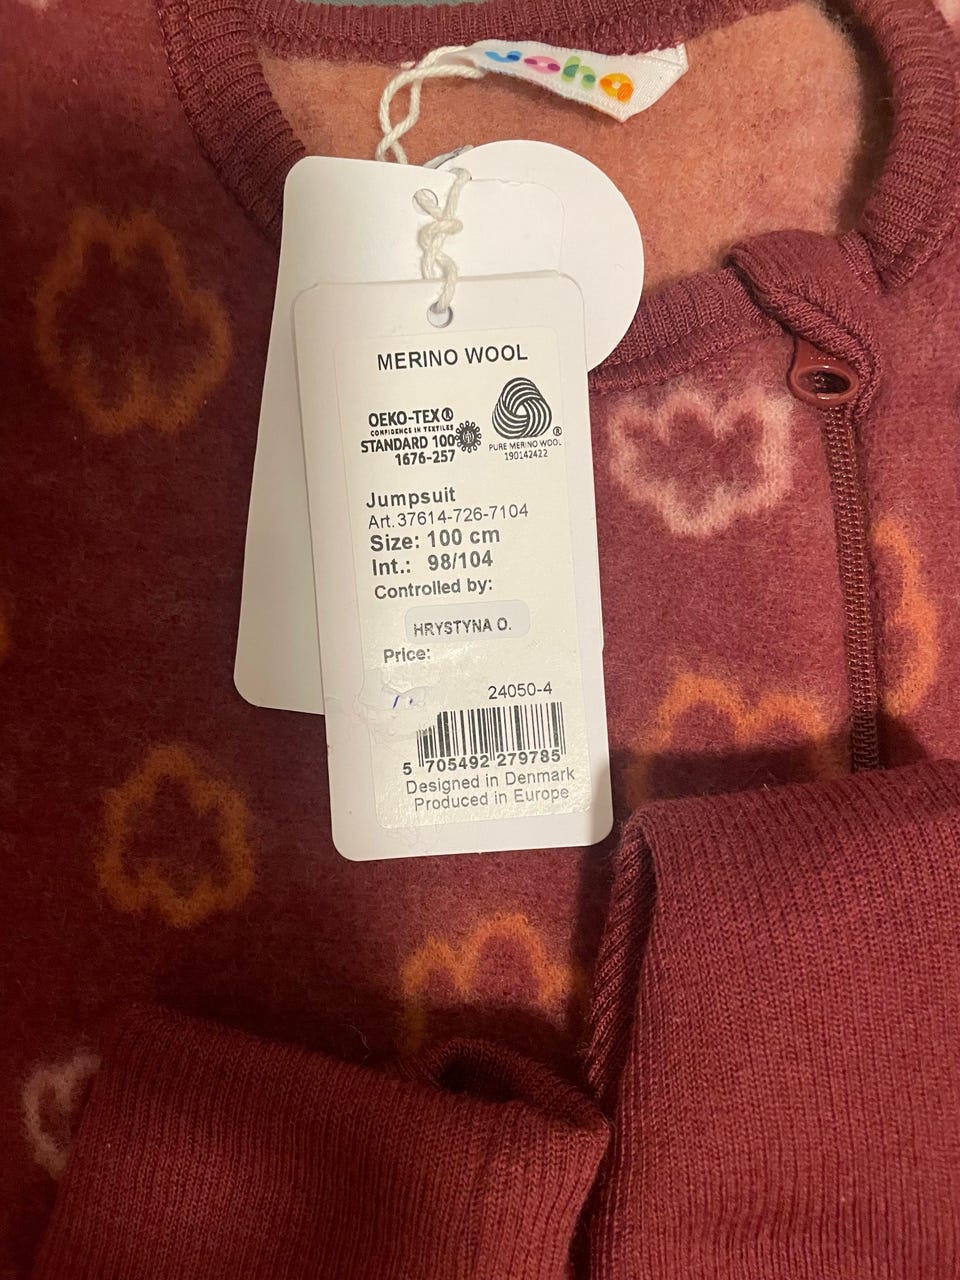 joha
MERINO WOOL
OEKO-TEX®
CONFIDENCE IN TEXTILES
STANDARD 100
1676-257
PURE MERINO WOOL
®
190142422
Jumpsuit
Art.37614-726-7104
Size: 100 cm
Int.: 98/104
Controlled by:
HRYSTYNA O.
Price:
24050-4
5 705492 279785
Designed in Denmark
Produced in Europe